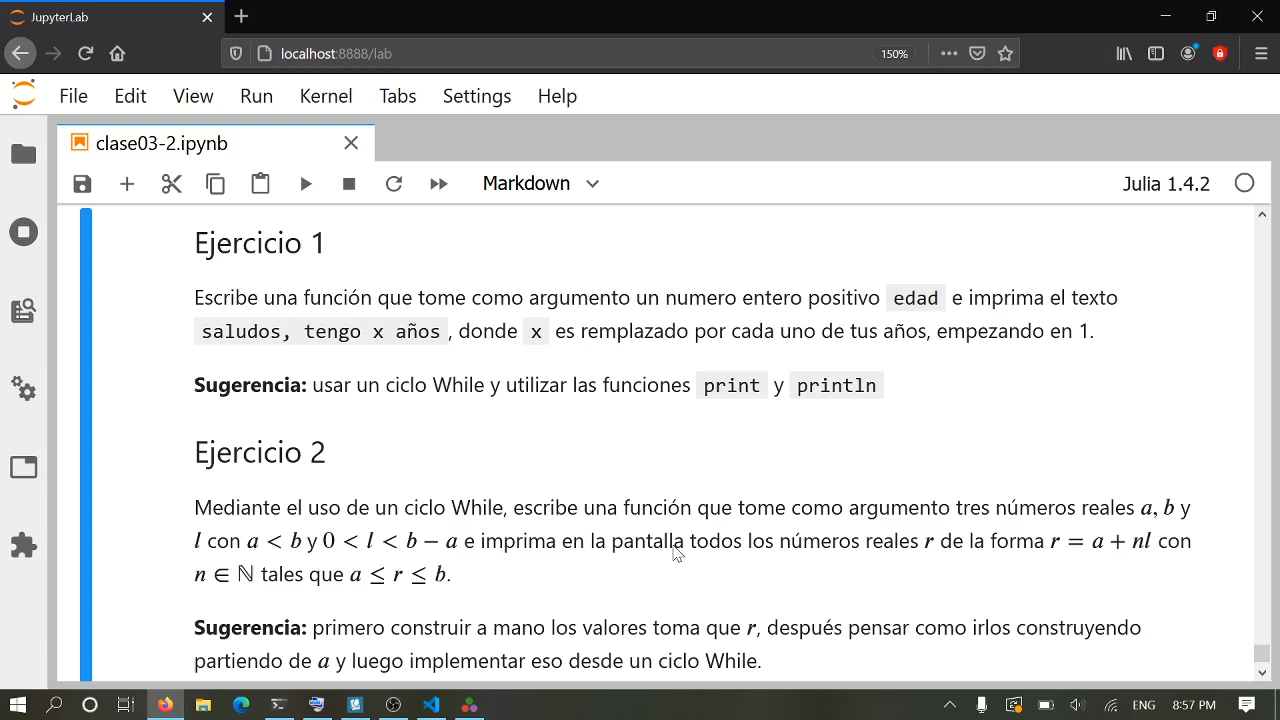 JupyterLab
localhost:8888/lab
150%
File Edit View Run Kernel Tabs Settings Help
clase03-2.ipynb
Markdown
Julia 1.4.2
Ejercicio 1
Escribe una función que tome como argumento un numero entero positivo edad e imprima el texto
saludos, tengo x años, donde x es remplazado por cada uno de tus años, empezando en 1.
Sugerencia: usar un ciclo While y utilizar las funciones print y println
Ejercicio 2
Mediante el uso de un ciclo While, escribe una función que tome como argumento tres números reales a, b y
l con a < b y 0 < l < b − a e imprima en la pantalla todos los números reales r de la forma r = a + nl con
n ∈ ℕ tales que a ≤ r ≤ b.
Sugerencia: primero construir a mano los valores toma que r, después pensar como irlos construyendo
partiendo de a y luego implementar eso desde un ciclo While.
ENG 8:57 PM